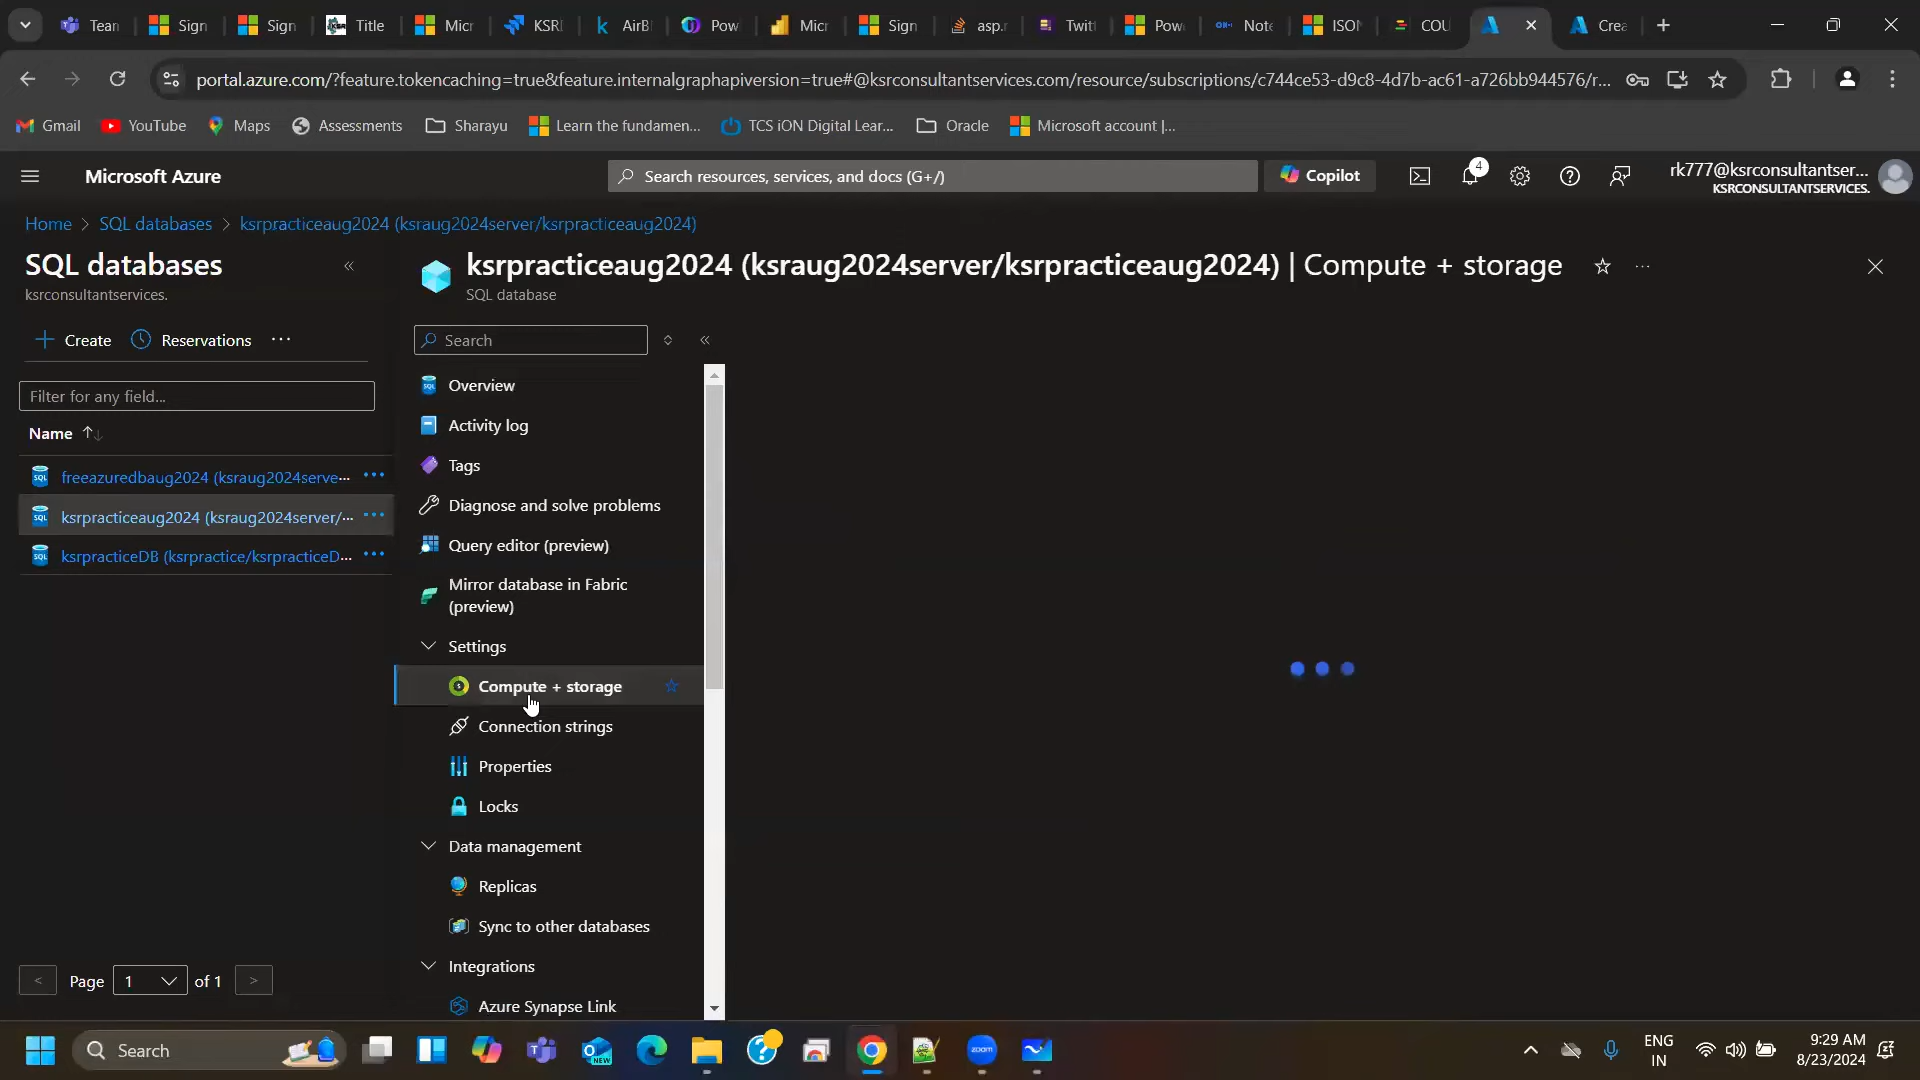 Team
Sign
Sign
Title
Micr
KSRI
AirB
Pow
Micr
Sign
asp.r
Twitt
Powe
Note
ISO
COU
Crea
portal.azure.com/?feature.tokencaching=true&feature.internalgraphapiversion=true#@ksrconsultantservices.com/resource/subscriptions/c744ce53-d9c8-4d7b-ac61-a726bb944576/r...
Gmail
YouTube
Maps
Assessments
Sharayu
Learn the fundamen...
TCS iON Digital Lear...
Oracle
Microsoft account |...
Microsoft Azure
Search resources, services, and docs (G+/)
Copilot
4
rk777@ksrconsultantser...
KSRCONSULTANTSERVICES.
Home > SQL databases > ksrpracticeaug2024 (ksraug2024server/ksrpracticeaug2024)
SQL databases
ksrconsultantservices.
Create
Reservations
Filter for any field...
Name
freeazuredbaug2024 (ksraug2024serve...
ksrpracticeaug2024 (ksraug2024server/...
ksrpracticeDB (ksrpractice/ksrpracticeD...
< Page 1 of 1 >
ksrpracticeaug2024 (ksraug2024server/ksrpracticeaug2024) | Compute + storage
SQL database
Search
Overview
Activity log
Tags
Diagnose and solve problems
Query editor (preview)
Mirror database in Fabric
(preview)
Settings
Compute + storage
Connection strings
Properties
Locks
Data management
Replicas
Sync to other databases
Integrations
Azure Synapse Link
Search
NEW
zoom
ENG
IN
9:29 AM
8/23/2024